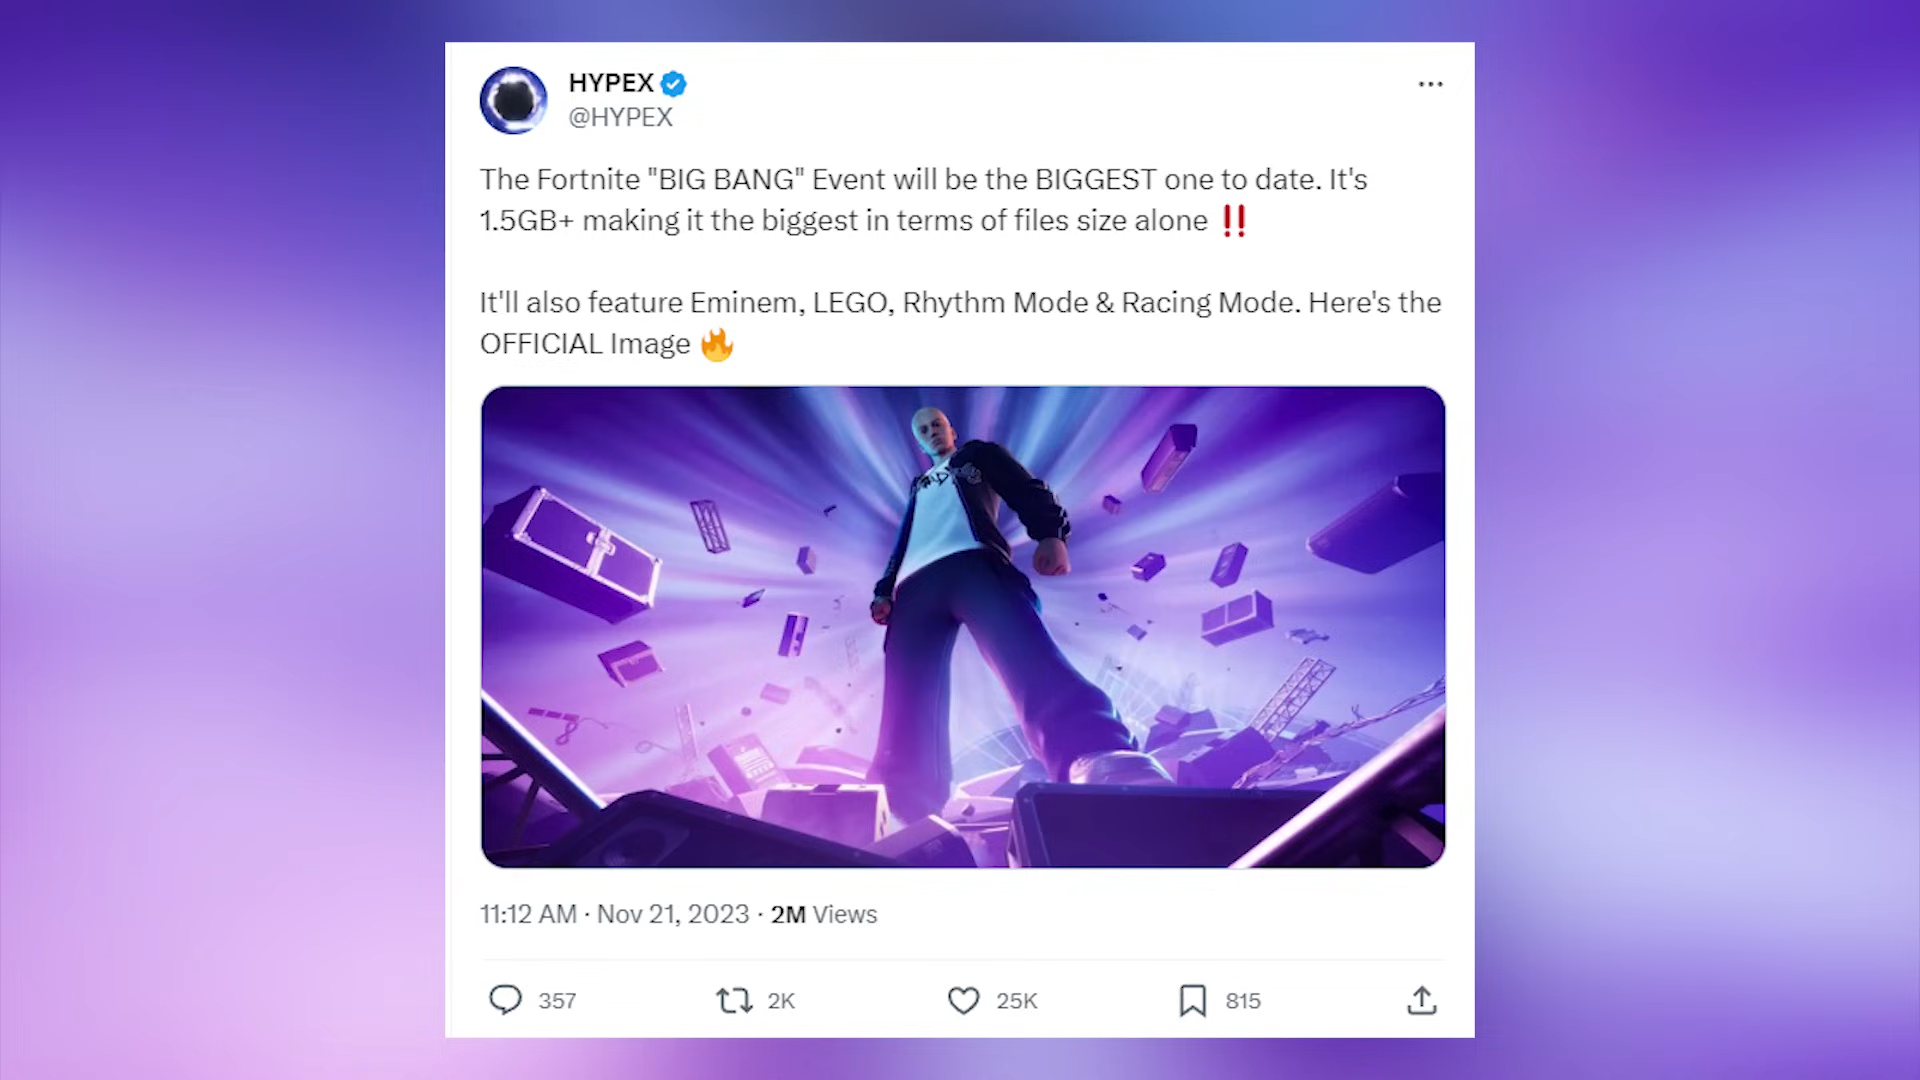 HYPEX
@HYPEX
The Fortnite "BIG BANG" Event will be the BIGGEST one to date. It's
1.5GB+ making it the biggest in terms of files size alone ‼️
It'll also feature Eminem, LEGO, Rhythm Mode & Racing Mode. Here's the
OFFICIAL Image 🔥
11:12 AM · Nov 21, 2023 · 2M Views
357 2K 25K 815